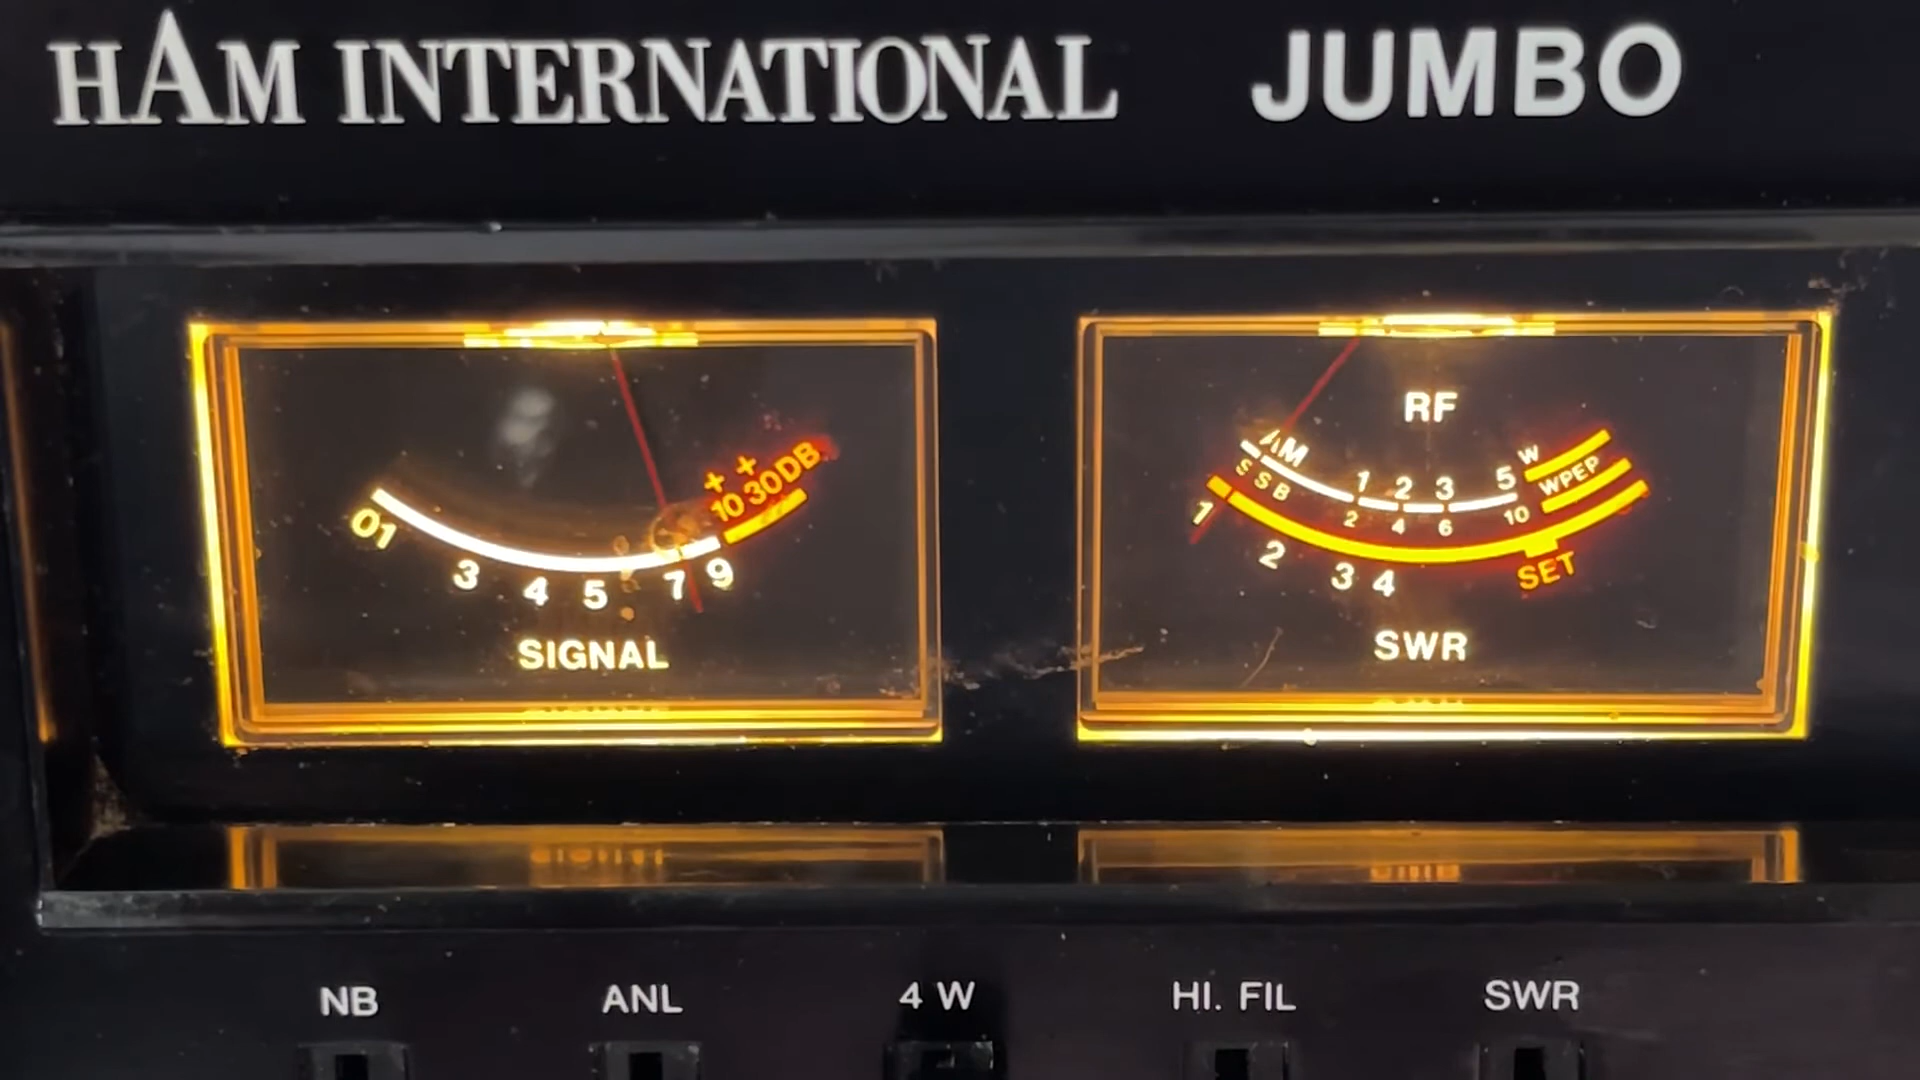 HAM INTERNATIONAL JUMBO
+ +
10 30DB
01 3 4 5 7 9
SIGNAL
RF
AM 1 2 3 5 W
SSB 2 4 6 10 WPEP
1 2 3 4 SET
SWR
NB ANL 4 W HI. FIL SWR